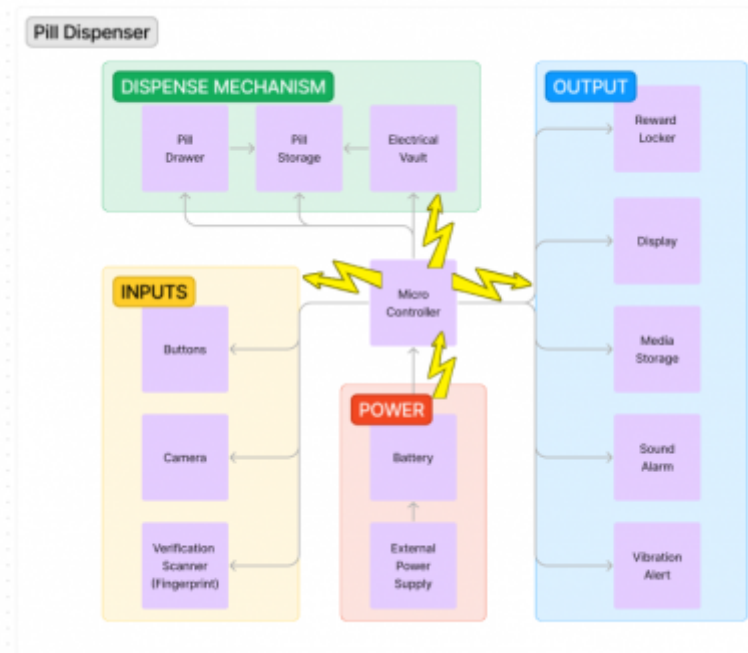 Pill Dispenser
DISPENSE MECHANISM
Pill
Drawer
Pill
Storage
Electrical
Vault
OUTPUT
Reward
Locker
Display
Media
Storage
Sound
Alarm
Vibration
Alert
Micro
Controller
INPUTS
Buttons
Camera
Verification
Scanner
(Fingerprint)
POWER
Battery
External
Power
Supply